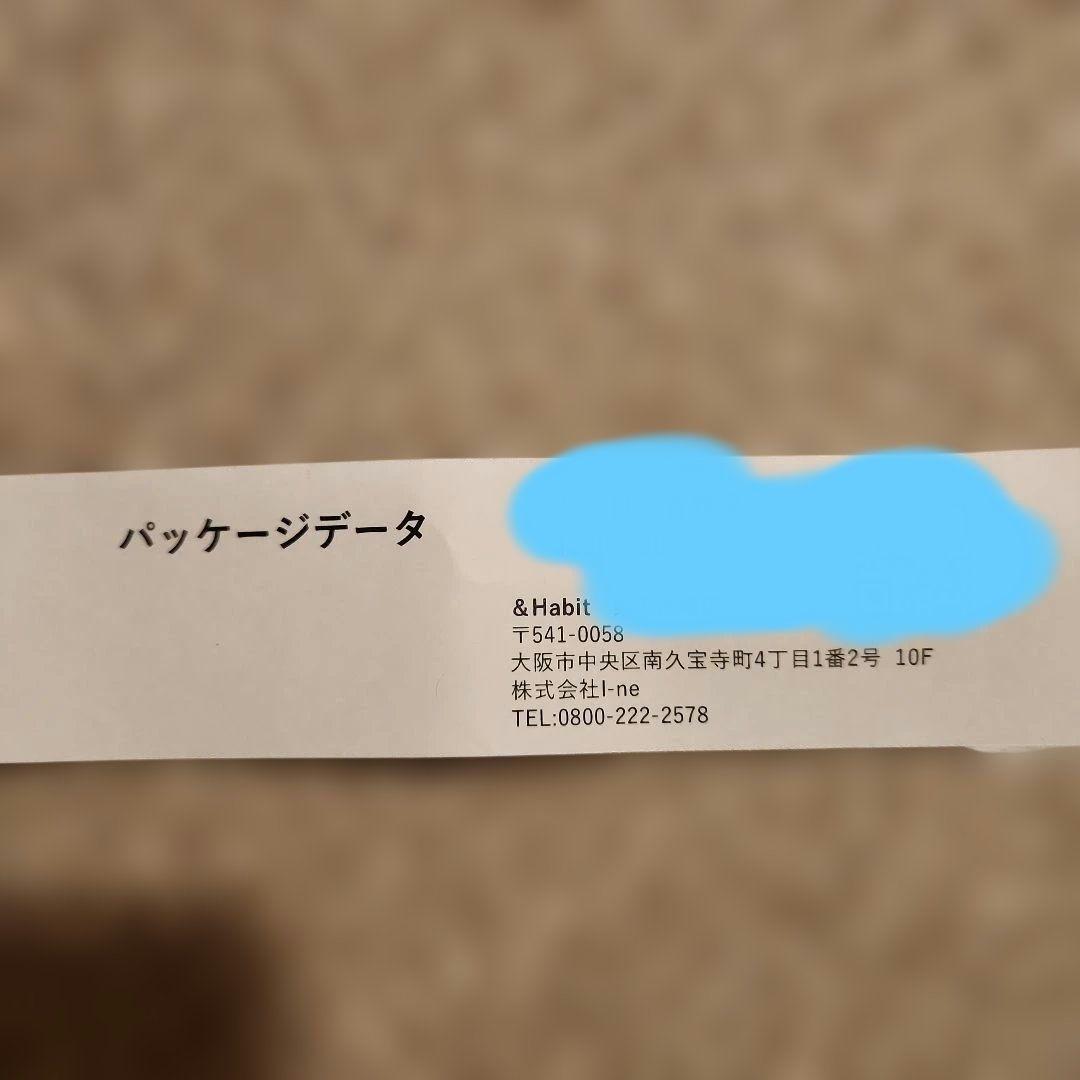 パッケージデータ
&Habit
〒541-0058
大阪市中央区南久宝寺町4丁目1番2号 10F
株式会社I-ne
TEL:0800-222-2578